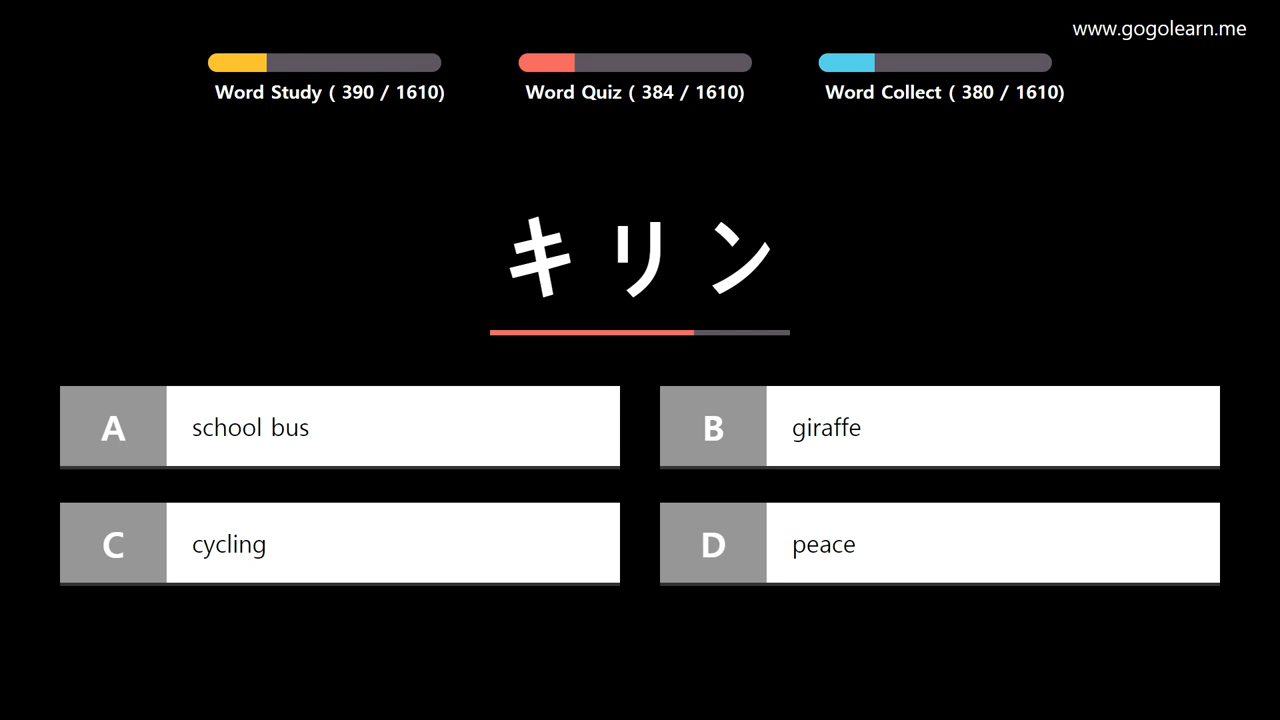 www.gogolearn.me
Word Study ( 390 / 1610)
Word Quiz ( 384 / 1610)
Word Collect ( 380 / 1610)
キリン
A school bus
B giraffe
C cycling
D peace